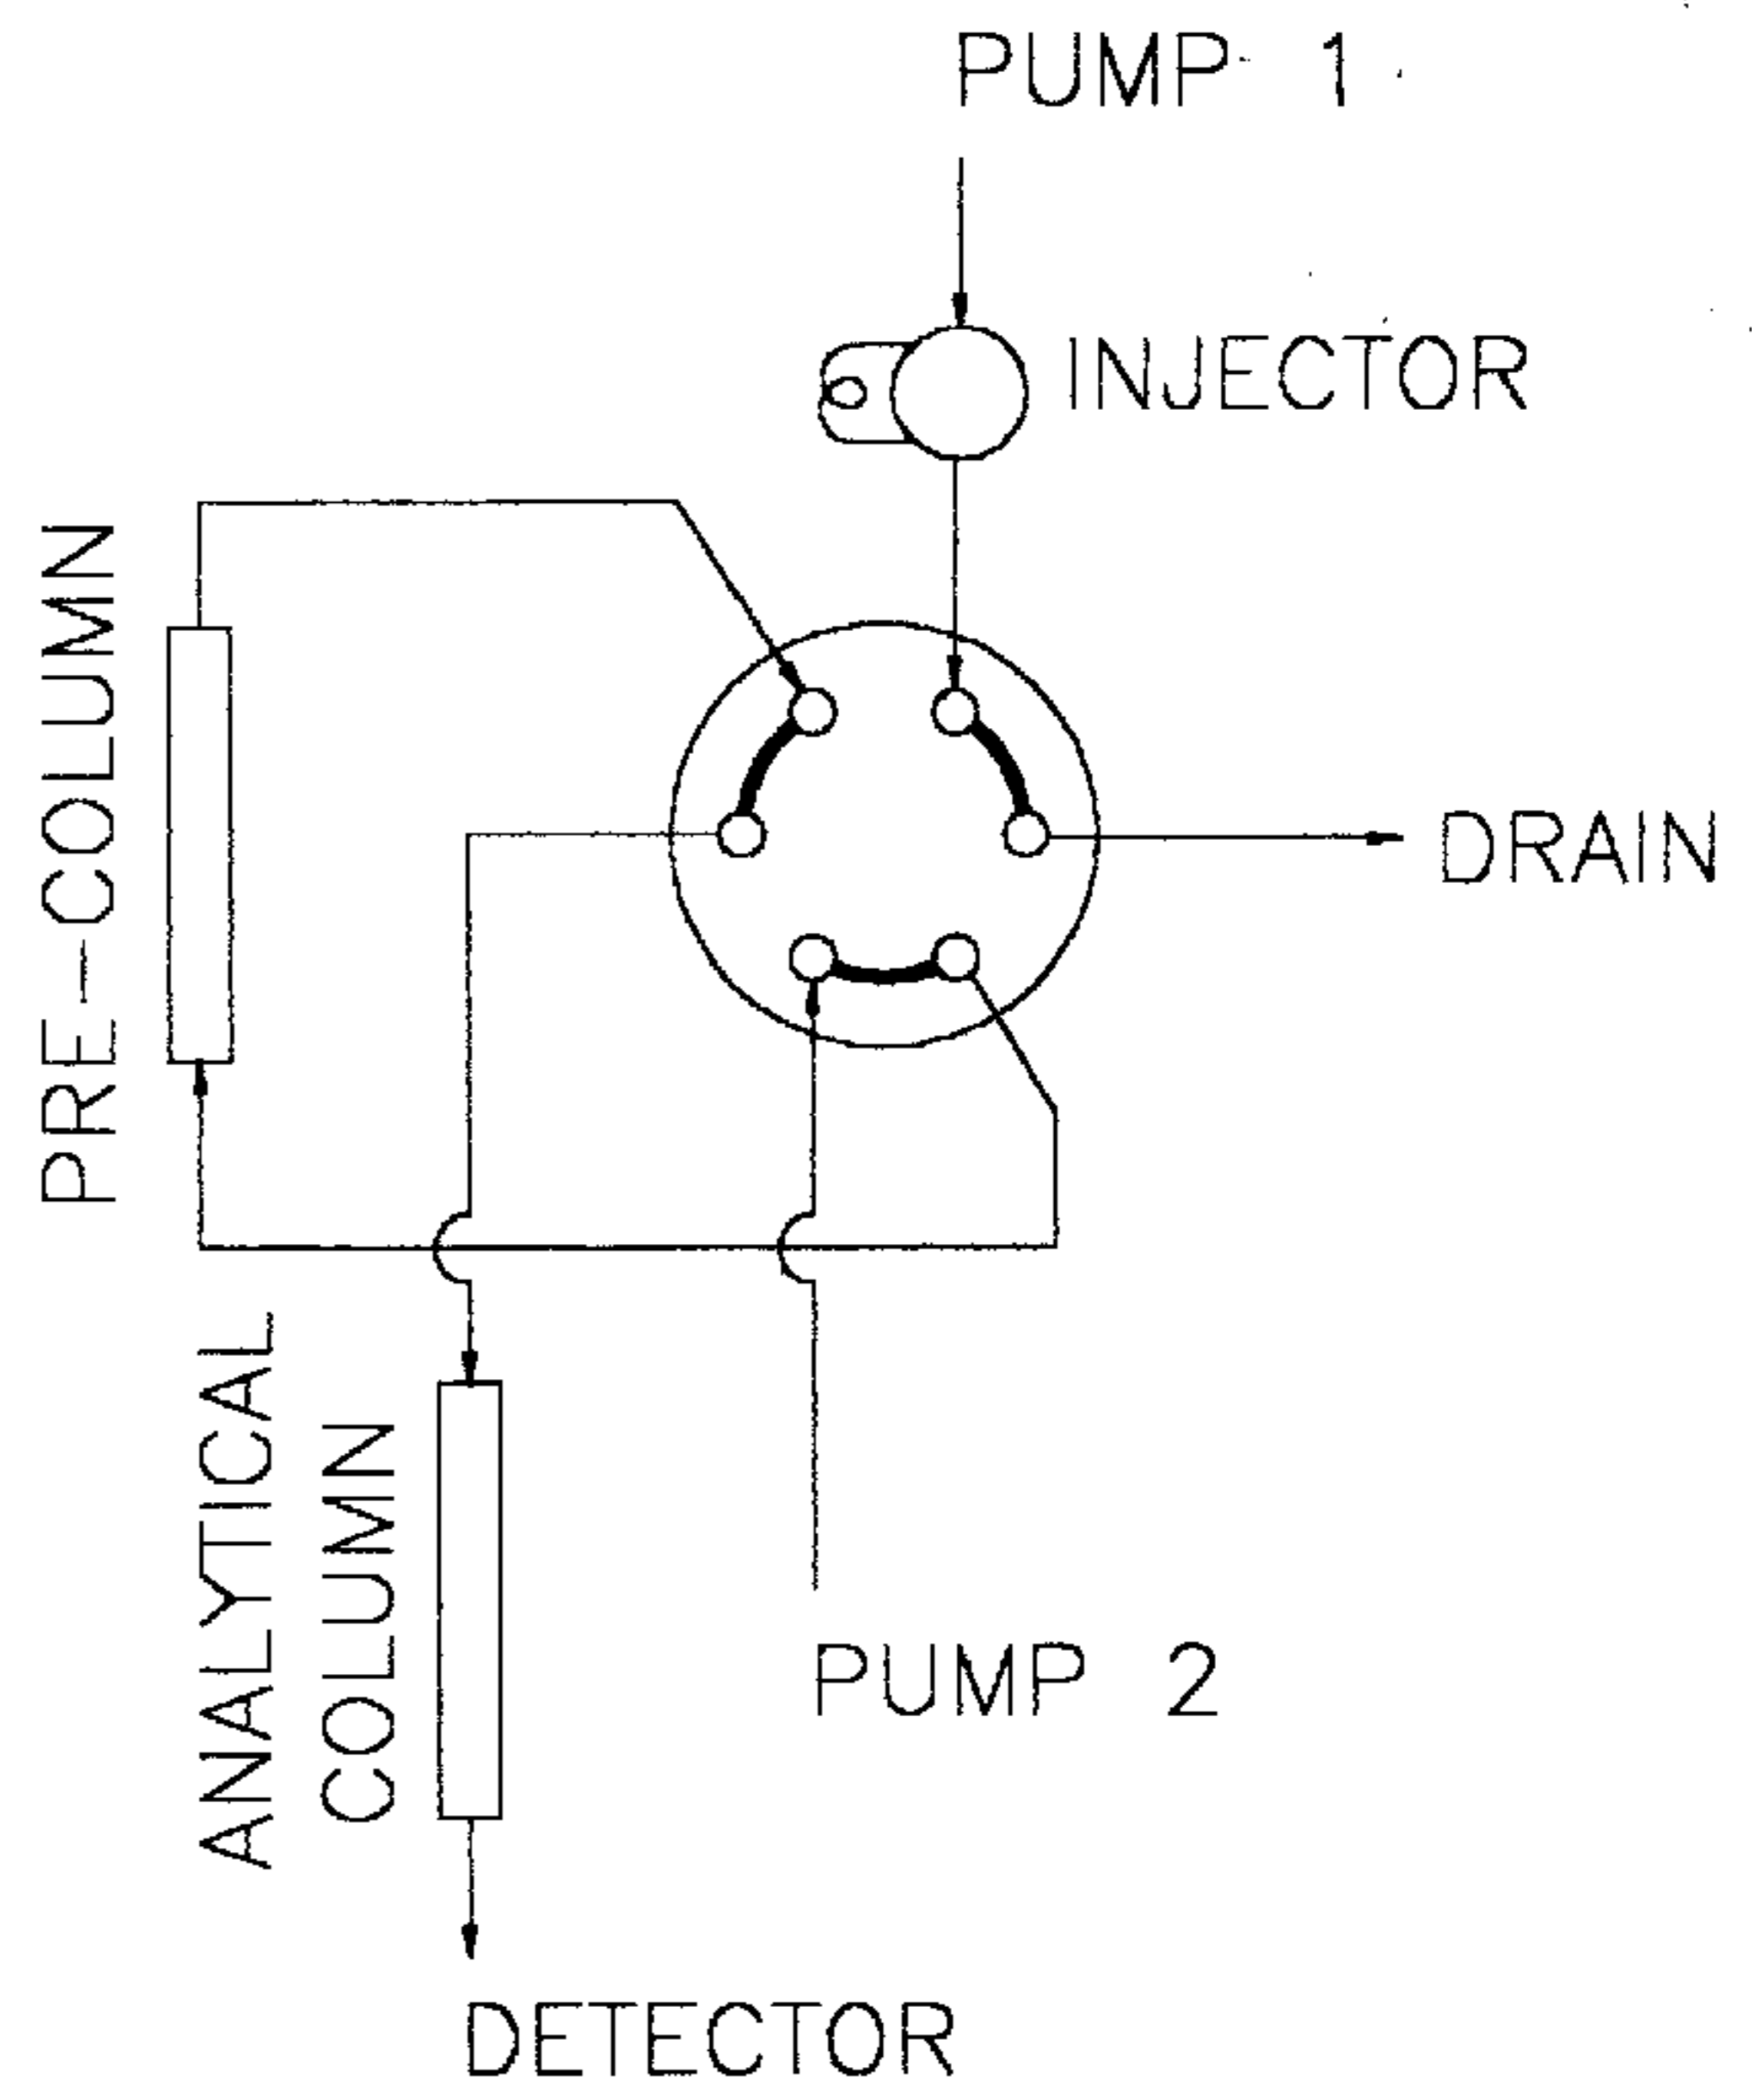 PUMP 1
INJECTOR
PRE-COLUMN
DRAIN
ANALYTICAL
COLUMN
PUMP 2
DETECTOR